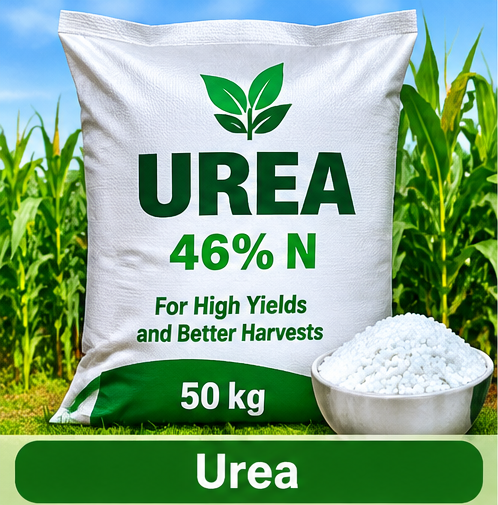 UREA
46% N
For High Yields
and Better Harvests
50 kg
Urea